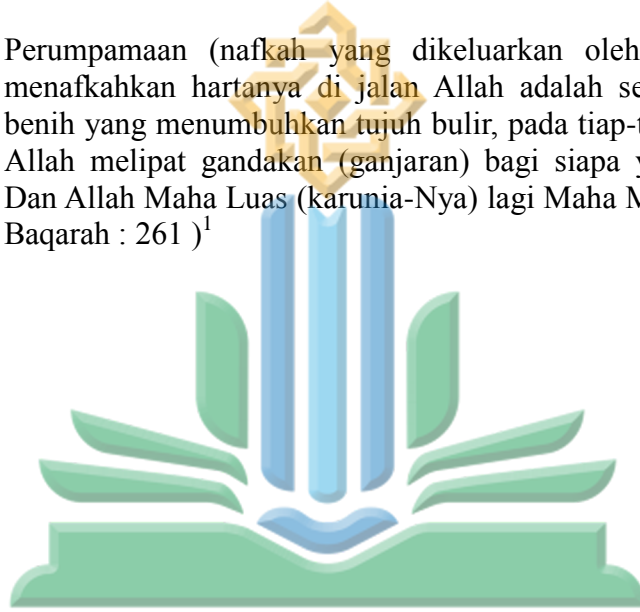 Perumpamaan (nafkah yang dikeluarkan oleh
menafkahkan hartanya di jalan Allah adalah se
benih yang menumbuhkan tujuh bulir, pada tiap-t
Allah melipat gandakan (ganjaran) bagi siapa y
Dan Allah Maha Luas (karunia-Nya) lagi Maha M
Baqarah : 261 )¹